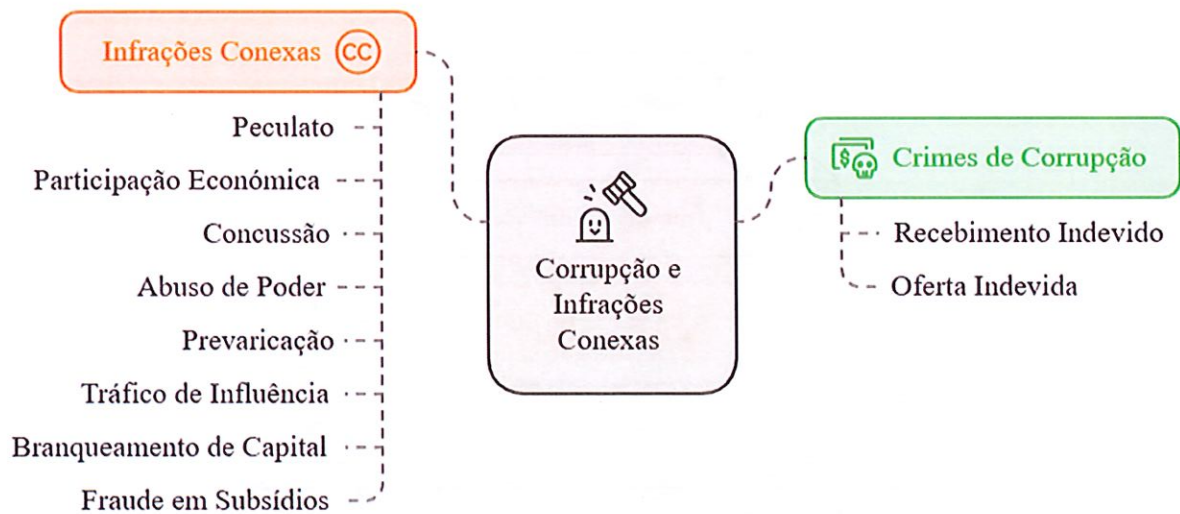 Infrações Conexas CC
Peculato
Participação Económica
Concussão
Abuso de Poder
Prevaricação
Tráfico de Influência
Branqueamento de Capital
Fraude em Subsídios
Corrupção e
Infrações
Conexas
$ Crimes de Corrupção
Recebimento Indevido
Oferta Indevida